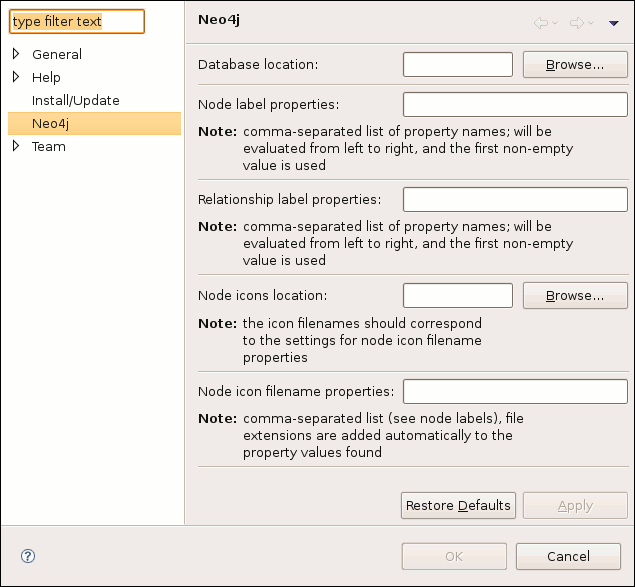 type filter text
General
Help
Install/Update
Neo4j
Team
Neo4j
Database location:
Browse...
Node label properties:
Note: comma-separated list of property names; will
be evaluated from left to right, and the first non-empty
value is used
Relationship label properties:
Note: comma-separated list of property names; will be
evaluated from left to right, and the first non-empty
value is used
Node icons location:
Browse...
Note: the icon filenames should correspond
to the settings for node icon filename
properties
Node icon filename properties:
Note: comma-separated list (see node labels), file
extensions are added automatically to the
property values found
Restore Defaults
Apply
?
OK
Cancel